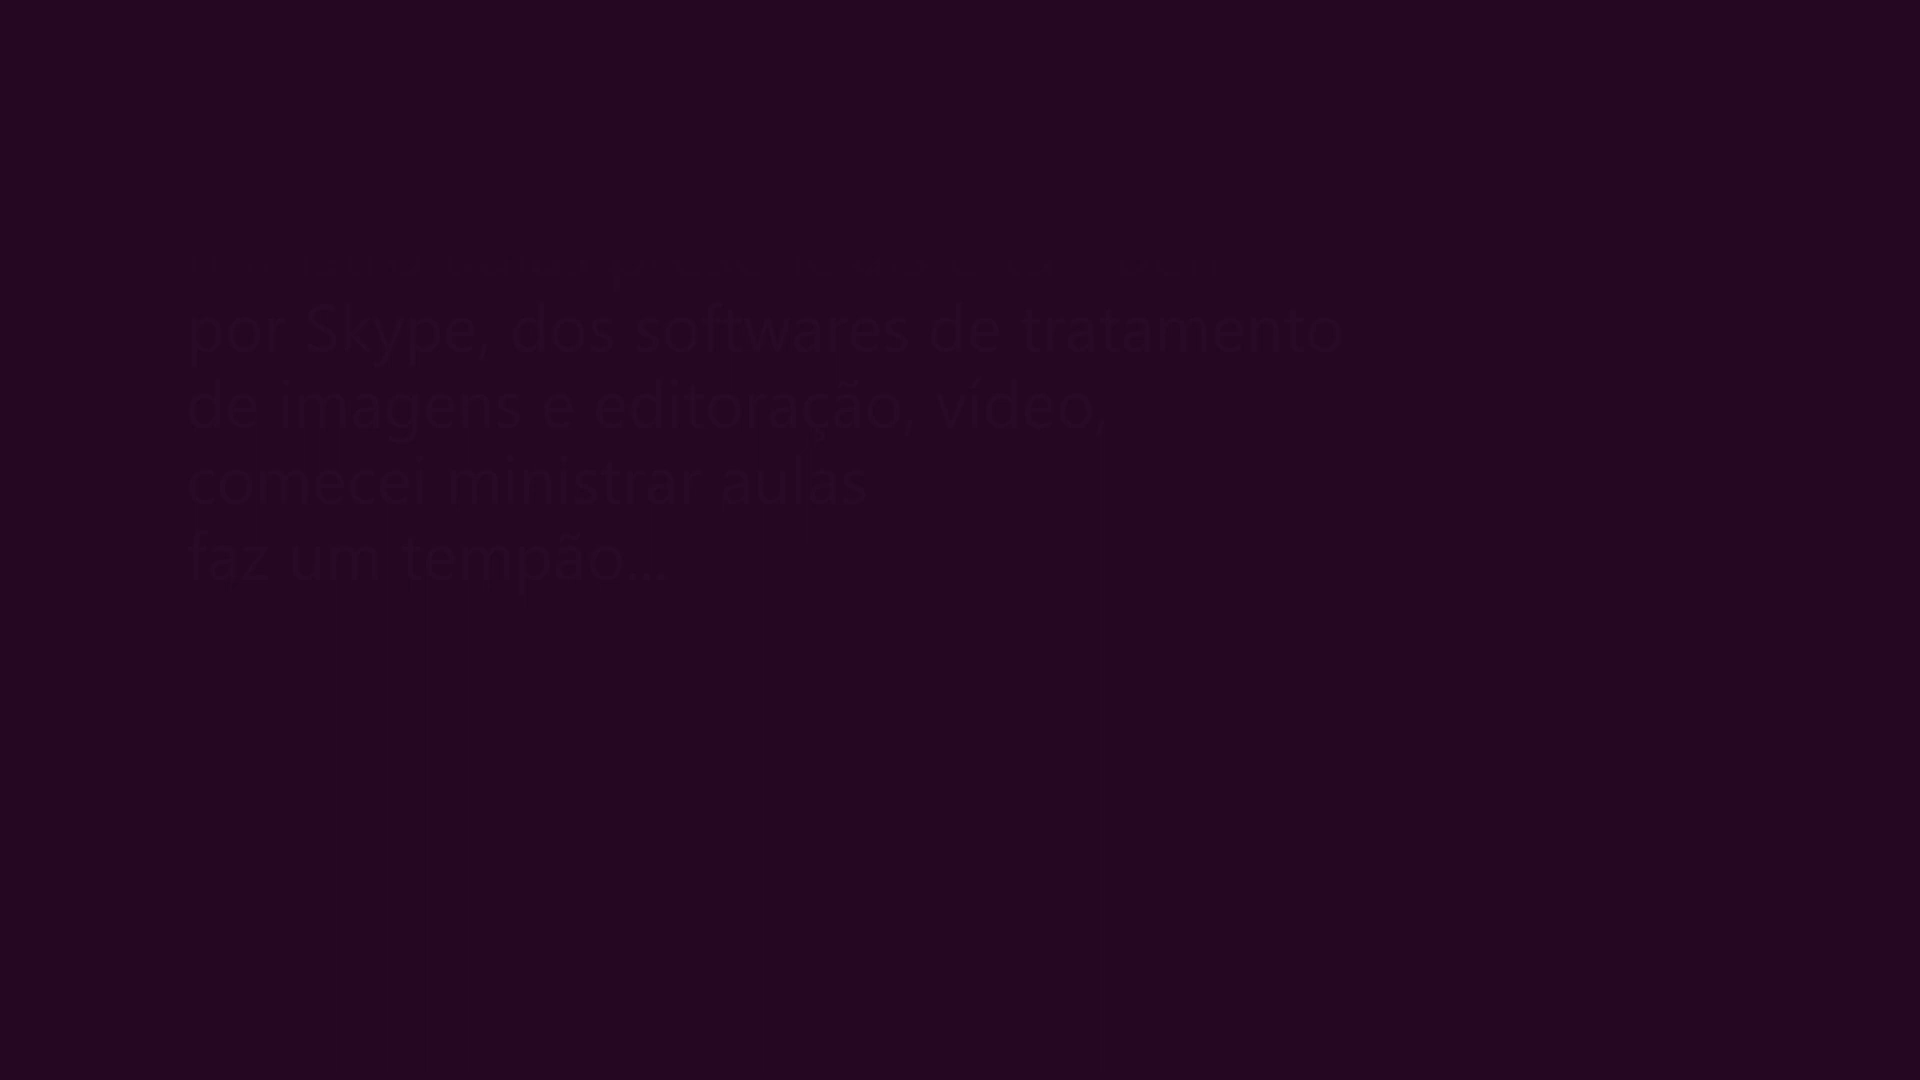 por Skype, dos softwares de tratamento
de imagens e editoração, vídeo,
comecei ministrar aulas
faz um tempão...